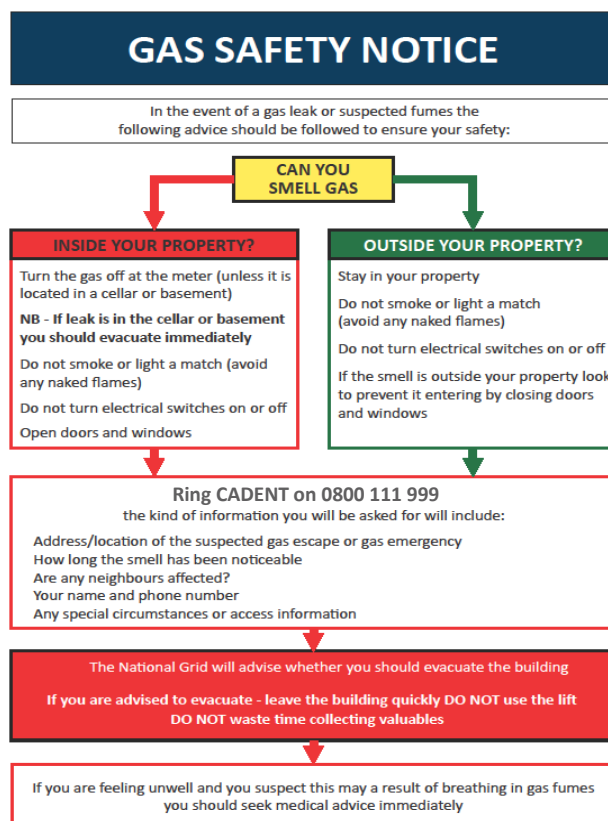 GAS SAFETY NOTICE
In the event of a gas leak or suspected fumes the
following advice should be followed to ensure your safety:
CAN YOU
SMELL GAS
INSIDE YOUR PROPERTY?
Turn the gas off at the meter (unless it is
located in a cellar or basement)
NB - If leak is in the cellar or basement
you should evacuate immediately
Do not smoke or light a match (avoid
any naked flames)
Do not turn electrical switches on or off
Open doors and windows
OUTSIDE YOUR PROPERTY?
Stay in your property
Do not smoke or light a match
(avoid any naked flames)
Do not turn electrical switches on or off
If the smell is outside your property look
to prevent it entering by closing doors
and windows
Ring CADENT on 0800 111 999
the kind of information you will be asked for will include:
Address/location of the suspected gas escape or gas emergency
How long the smell has been noticeable
Are any neighbours affected?
Your name and phone number
Any special circumstances or access information
The National Grid will advise whether you should evacuate the building
If you are advised to evacuate - leave the building quickly DO NOT use the lift
DO NOT waste time collecting valuables
If you are feeling unwell and you suspect this may a result of breathing in gas fumes
you should seek medical advice immediately